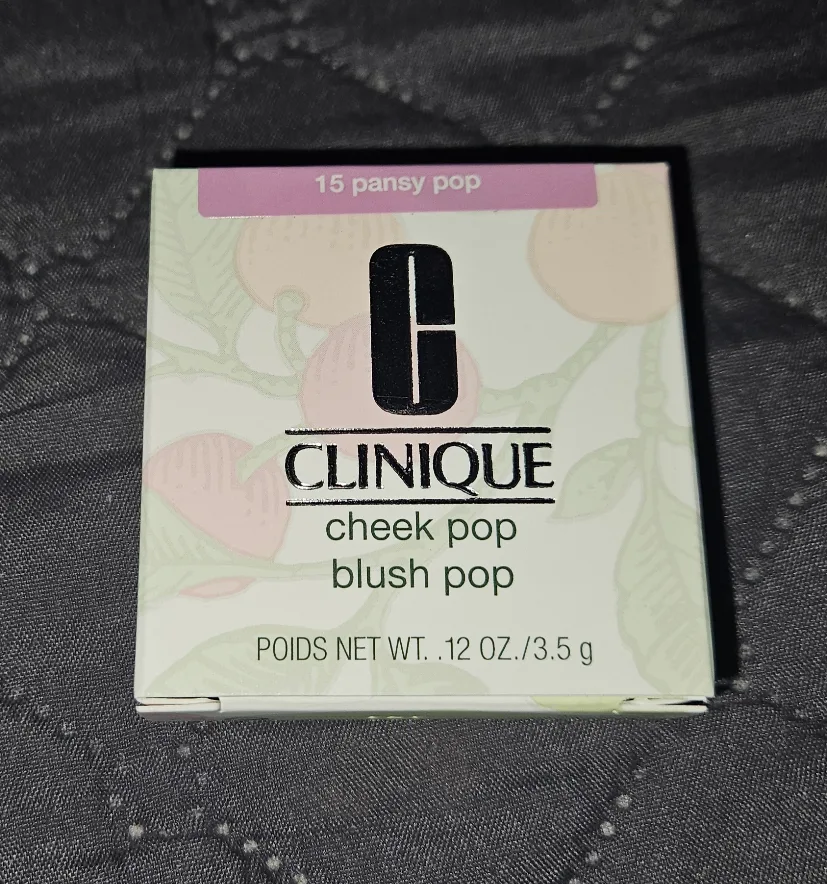 15 pansy pop
C
CLINIQUE
cheek pop
blush pop
POIDS NET WT. .12 OZ./3.5 g